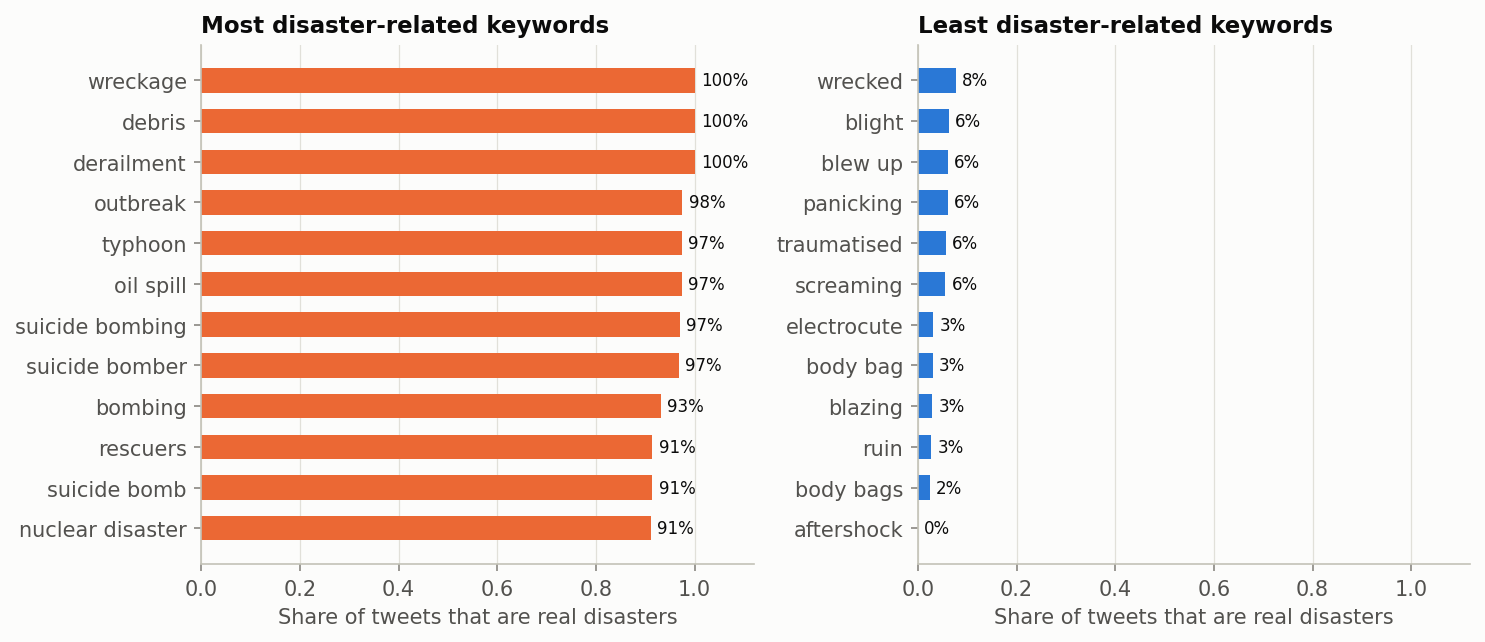 Most disaster-related keywords
wreckage 100%
debris 100%
derailment 100%
outbreak 98%
typhoon 97%
oil spill 97%
suicide bombing 97%
suicide bomber 97%
bombing 93%
rescuers 91%
suicide bomb 91%
nuclear disaster 91%
0.0 0.2 0.4 0.6 0.8 1.0
Share of tweets that are real disasters
Least disaster-related keywords
wrecked 8%
blight 6%
blew up 6%
panicking 6%
traumatised 6%
screaming 6%
electrocute 3%
body bag 3%
blazing 3%
ruin 3%
body bags 2%
aftershock 0%
0.0 0.2 0.4 0.6 0.8 1.0
Share of tweets that are real disasters